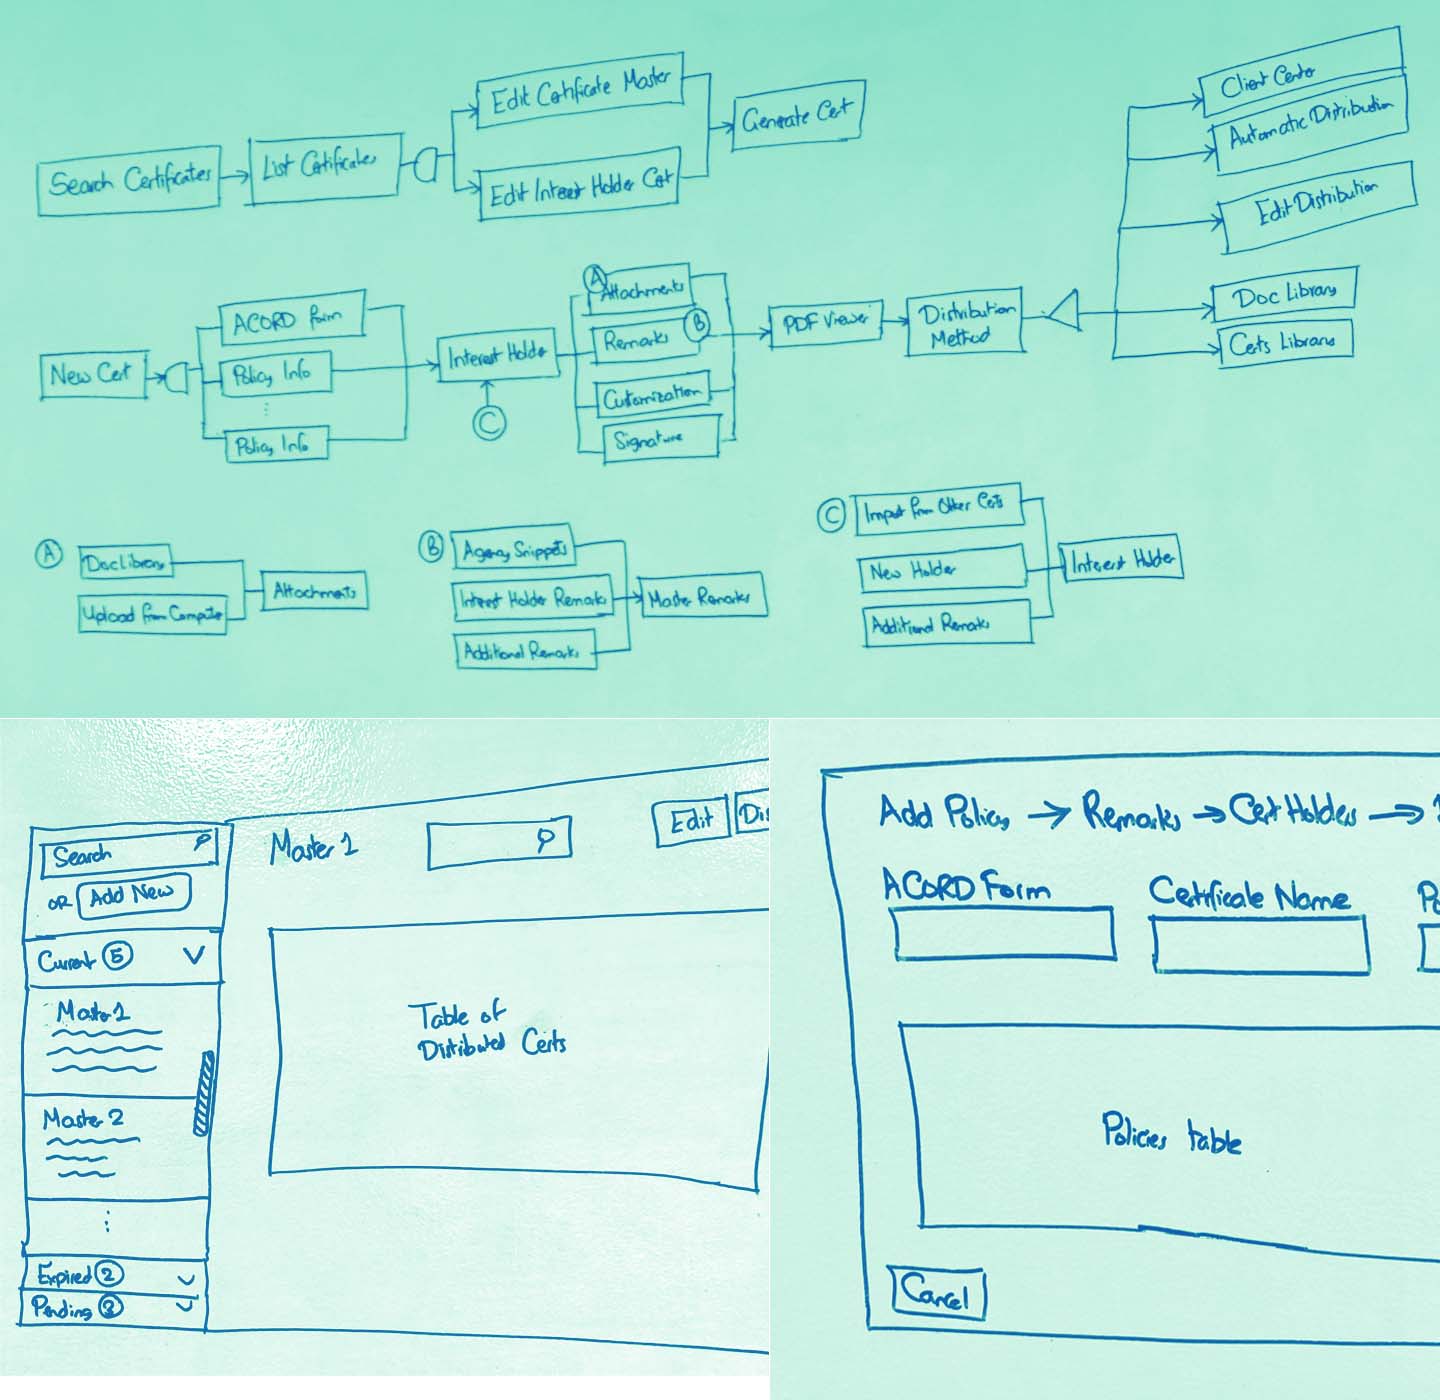 Search Certificates
List Certificates
Edit Certificate Master
Edit Interest Holder Cert
Generate Cert
Client Center
Automatic Distribution
Edit Distribution
Doc Library
Certs Library
New Cert
ACORD Form
Policy Info
Policy Info
Interest Holder
C
A
Attachments
Remarks
B
Customization
Signature
PDF Viewer
Distribution
Method
A
Doc Library
Upload from Computer
Attachments
B
Agency Snippets
Interest Holder Remarks
Additional Remarks
Master Remarks
C
Import from Other Certs
New Holder
Additional Remarks
Interest Holder
Search
OR Add New
Current 5
Master 1
Master 2
Expired 2
Pending 3
Master 1
Edit
Dis
Table of
Distributed Certs
Add Policy → Remarks → Cert Holders →
ACORD Form
Certificate Name
Po
Policies table
Cancel